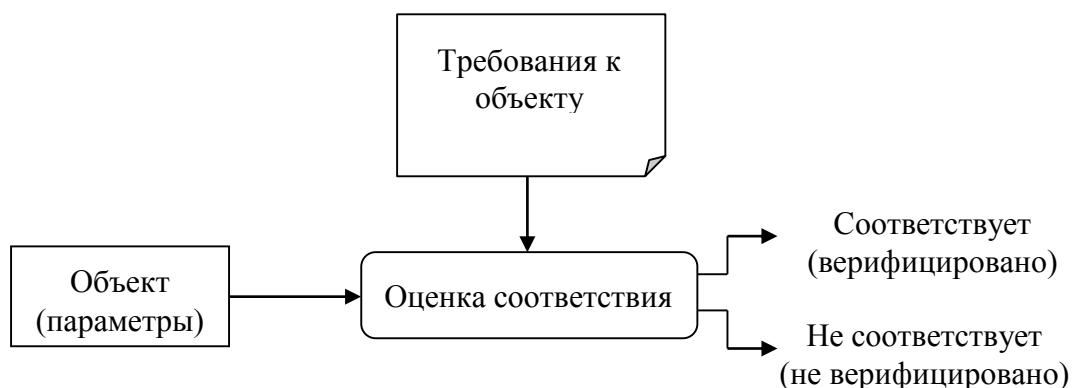 Требования к
объекту
Соответствует
(верифицировано)
Объект
(параметры)
Оценка соответствия
Не соответствует
(не верифицировано)